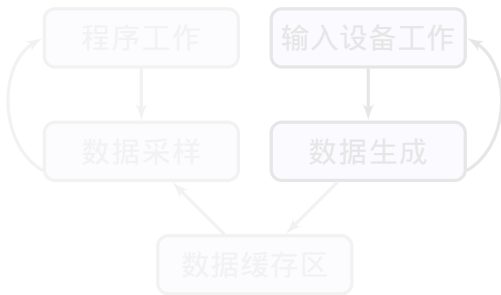 程序工作
输入设备工作
数据采样
数据生成
数据缓存区